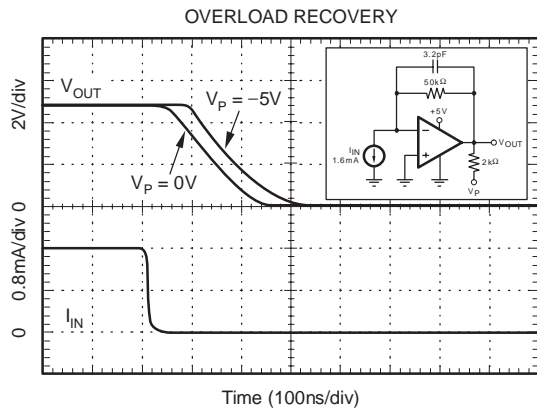 OVERLOAD RECOVERY
2V/div
0
0.8mA/div
0
VOUT
VP = –5V
VP = 0V
IIN
3.2pF
50kΩ
+5V
–
+
IIN
1.6mA
VOUT
2kΩ
VP
Time (100ns/div)